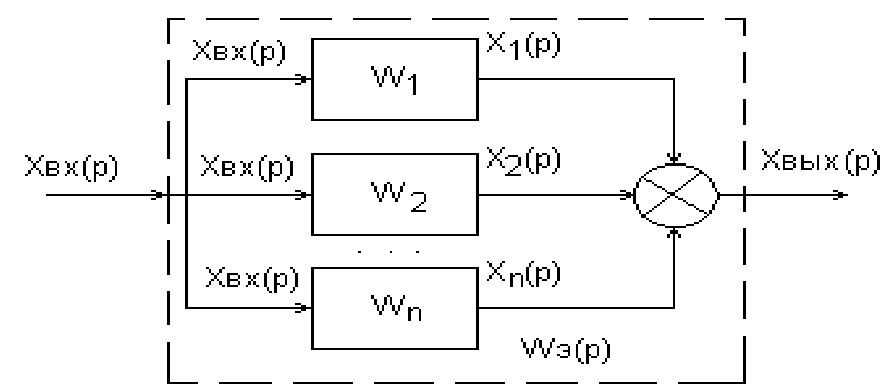 Xвх(р) X1(р)
W1
Xвх(р) Xвх(р) X2(р) Xвых(р)
W2
. . .
Xвх(р) Xn(р)
Wn
Wэ(р)